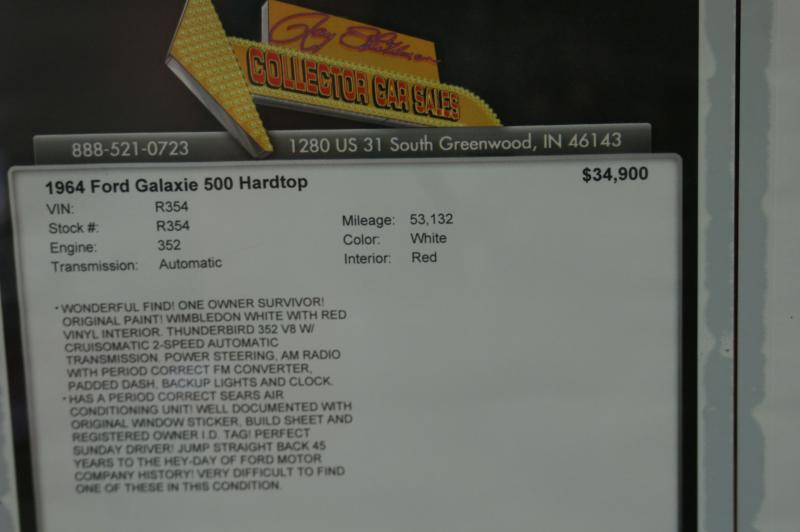 Ray Skillman
COLLECTOR CAR SALES
888-521-0723 1280 US 31 South Greenwood, IN 46143
1964 Ford Galaxie 500 Hardtop $34,900
VIN: R354
Stock #: R354 Mileage: 53,132
Engine: 352 Color: White
Transmission: Automatic Interior: Red
• WONDERFUL FIND! ONE OWNER SURVIVOR!
ORIGINAL PAINT! WIMBLEDON WHITE WITH RED
VINYL INTERIOR. THUNDERBIRD 352 V8 W/
CRUISOMATIC 2-SPEED AUTOMATIC
TRANSMISSION. POWER STEERING, AM RADIO
WITH PERIOD CORRECT FM CONVERTER,
PADDED DASH, BACKUP LIGHTS AND CLOCK.
• HAS A PERIOD CORRECT SEARS AIR
CONDITIONING UNIT! WELL DOCUMENTED WITH
ORIGINAL WINDOW STICKER, BUILD SHEET AND
REGISTERED OWNER I.D. TAG! PERFECT
SUNDAY DRIVER! JUMP STRAIGHT BACK 45
YEARS TO THE HEY-DAY OF FORD MOTOR
COMPANY HISTORY! VERY DIFFICULT TO FIND
ONE OF THESE IN THIS CONDITION.